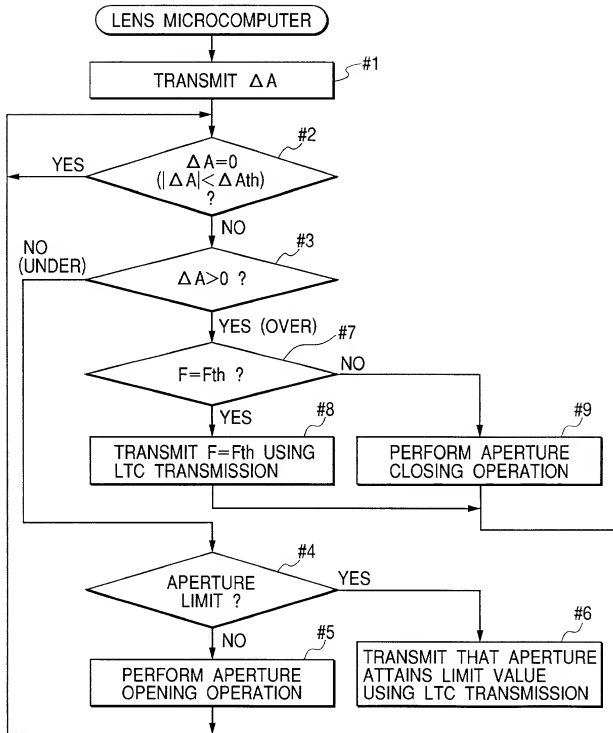 LENS MICROCOMPUTER
#1
TRANSMIT ΔA
#2
YES
ΔA=0
(|ΔA|<ΔAth)
?
NO
#3
NO
(UNDER)
ΔA>0 ?
YES (OVER)
#7
F=Fth ?
NO
YES
#8
TRANSMIT F=Fth USING
LTC TRANSMISSION
#9
PERFORM APERTURE
CLOSING OPERATION
#4
APERTURE
LIMIT ?
YES
NO
#5
PERFORM APERTURE
OPENING OPERATION
#6
TRANSMIT THAT APERTURE
ATTAINS LIMIT VALUE
USING LTC TRANSMISSION